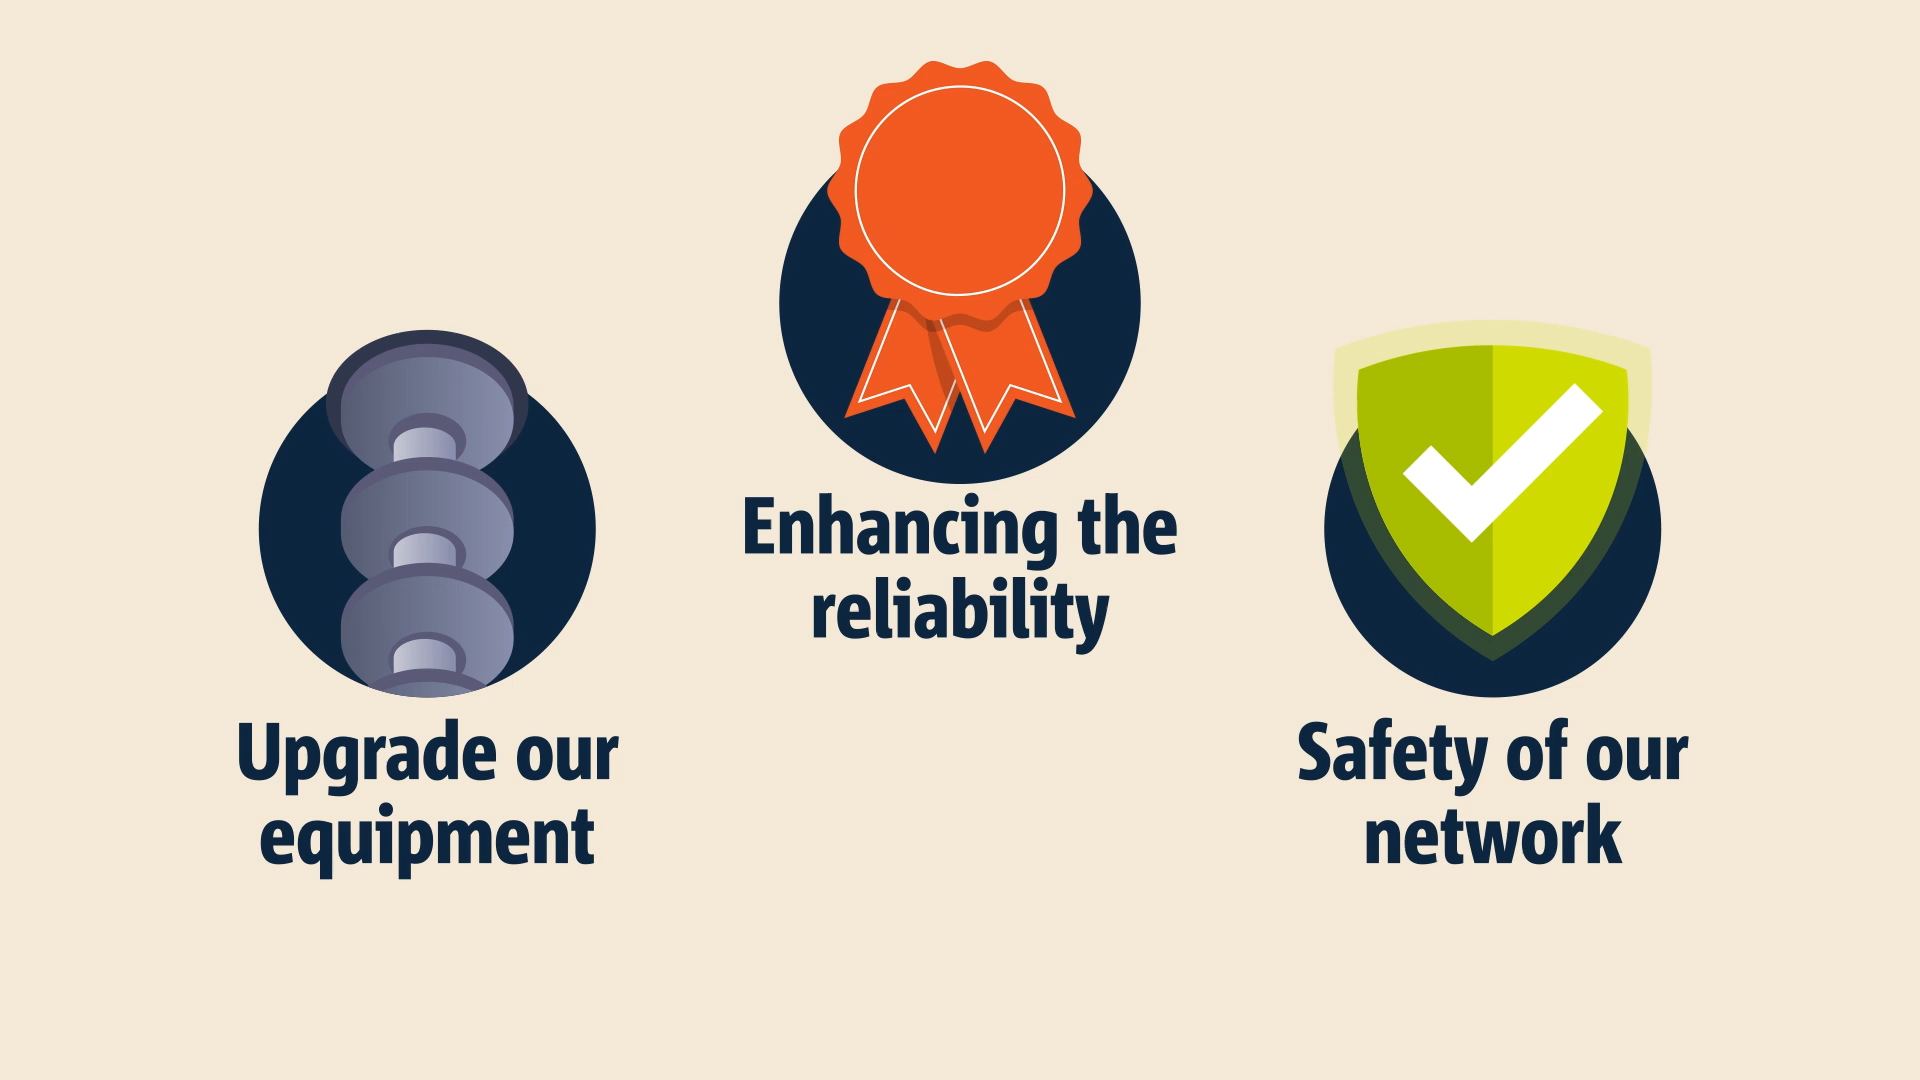 Upgrade our
equipment
Enhancing the
reliability
Safety of our
network